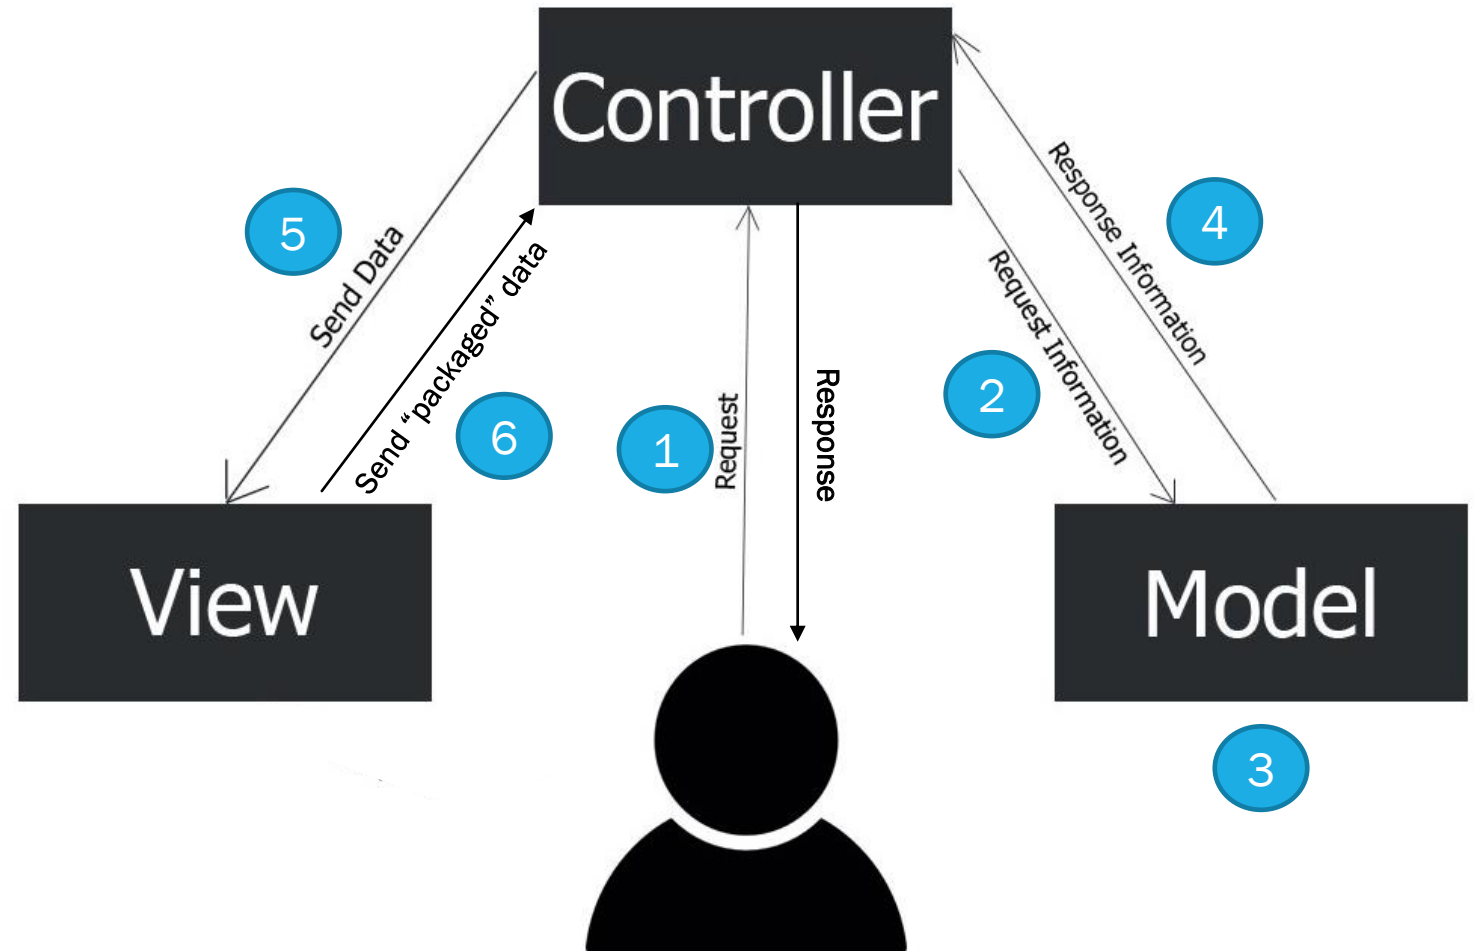 Controller
5
Send Data
Send “packaged” data
6
1
Request
Response
2
Request Information
Response Information
4
View
Model
3